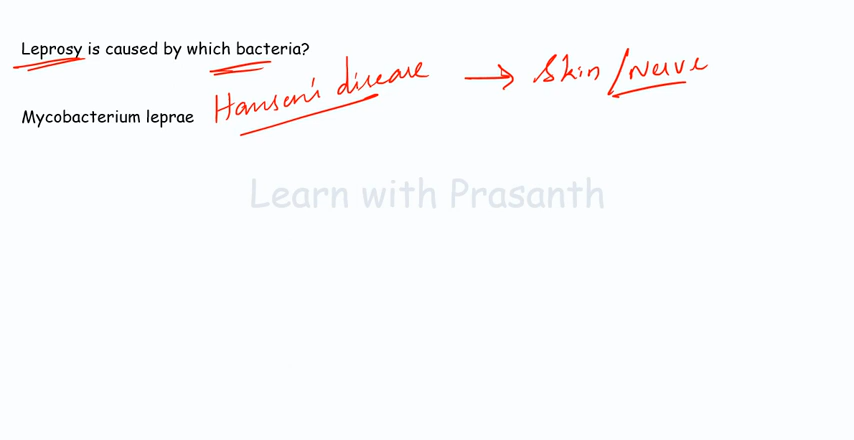 Leprosy is caused by which bacteria?
Hansen's disease → Skin / Nerve
Mycobacterium leprae
Learn with Prasanth